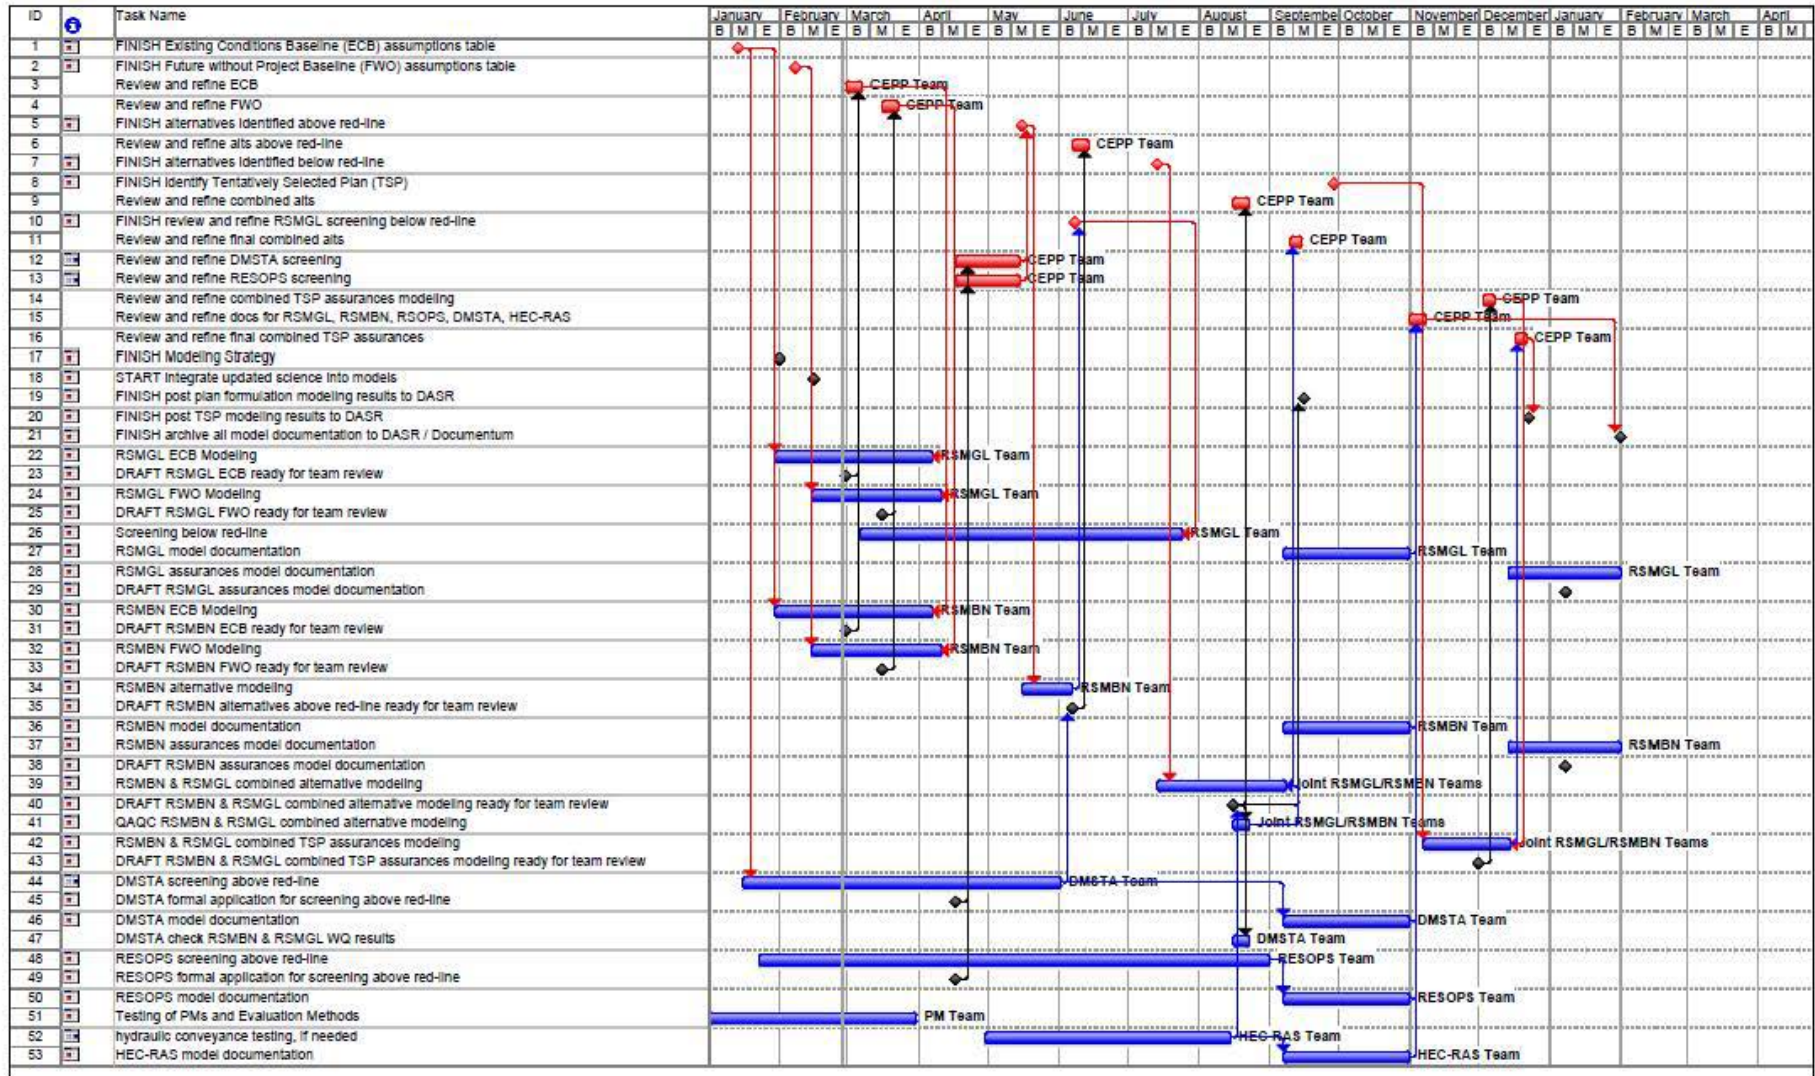 ID Task Name January February March April May June July August September October November December January February March April
B M E B M E B M E B M E B M E B M E B M E B M E B M E B M E B M E B M E B M E B M E B M E B M
1 FINISH Existing Conditions Baseline (ECB) assumptions table
2 FINISH Future without Project Baseline (FWO) assumptions table
3 Review and refine ECB CEPP Team
4 Review and refine FWO CEPP Team
5 FINISH alternatives identified above red-line
6 Review and refine alts above red-line CEPP Team
7 FINISH alternatives identified below red-line
8 FINISH Identify Tentatively Selected Plan (TSP)
9 Review and refine combined alts CEPP Team
10 FINISH review and refine RSMGL screening below red-line
11 Review and refine final combined alts CEPP Team
12 Review and refine DMSTA screening CEPP Team
13 Review and refine RESOPS screening CEPP Team
14 Review and refine combined TSP assurances modeling CEPP Team
15 Review and refine docs for RSMGL, RSMBN, RSOPS, DMSTA, HEC-RAS CEPP Team
16 Review and refine final combined TSP assurances CEPP Team
17 FINISH Modeling Strategy
18 START Integrate updated science into models
19 FINISH post plan formulation modeling results to DASR
20 FINISH post TSP modeling results to DASR
21 FINISH archive all model documentation to DASR / Documentum
22 RSMGL ECB Modeling RSMGL Team
23 DRAFT RSMGL ECB ready for team review
24 RSMGL FWO Modeling RSMGL Team
25 DRAFT RSMGL FWO ready for team review
26 Screening below red-line RSMGL Team
27 RSMGL model documentation RSMGL Team
28 RSMGL assurances model documentation RSMGL Team
29 DRAFT RSMGL assurances model documentation
30 RSMBN ECB Modeling RSMBN Team
31 DRAFT RSMBN ECB ready for team review
32 RSMBN FWO Modeling RSMBN Team
33 DRAFT RSMBN FWO ready for team review
34 RSMBN alternative modeling RSMBN Team
35 DRAFT RSMBN alternatives above red-line ready for team review
36 RSMBN model documentation RSMBN Team
37 RSMBN assurances model documentation RSMBN Team
38 DRAFT RSMBN assurances model documentation
39 RSMBN & RSMGL combined alternative modeling Joint RSMGL/RSMBN Teams
40 DRAFT RSMBN & RSMGL combined alternative modeling ready for team review
41 QAQC RSMBN & RSMGL combined alternative modeling Joint RSMGL/RSMBN Teams
42 RSMBN & RSMGL combined TSP assurances modeling Joint RSMGL/RSMBN Teams
43 DRAFT RSMBN & RSMGL combined TSP assurances modeling ready for team review
44 DMSTA screening above red-line DMSTA Team
45 DMSTA formal application for screening above red-line
46 DMSTA model documentation DMSTA Team
47 DMSTA check RSMBN & RSMGL WQ results DMSTA Team
48 RESOPS screening above red-line RESOPS Team
49 RESOPS formal application for screening above red-line
50 RESOPS model documentation RESOPS Team
51 Testing of PMs and Evaluation Methods PM Team
52 hydraulic conveyance testing, if needed HEC-RAS Team
53 HEC-RAS model documentation HEC-RAS Team